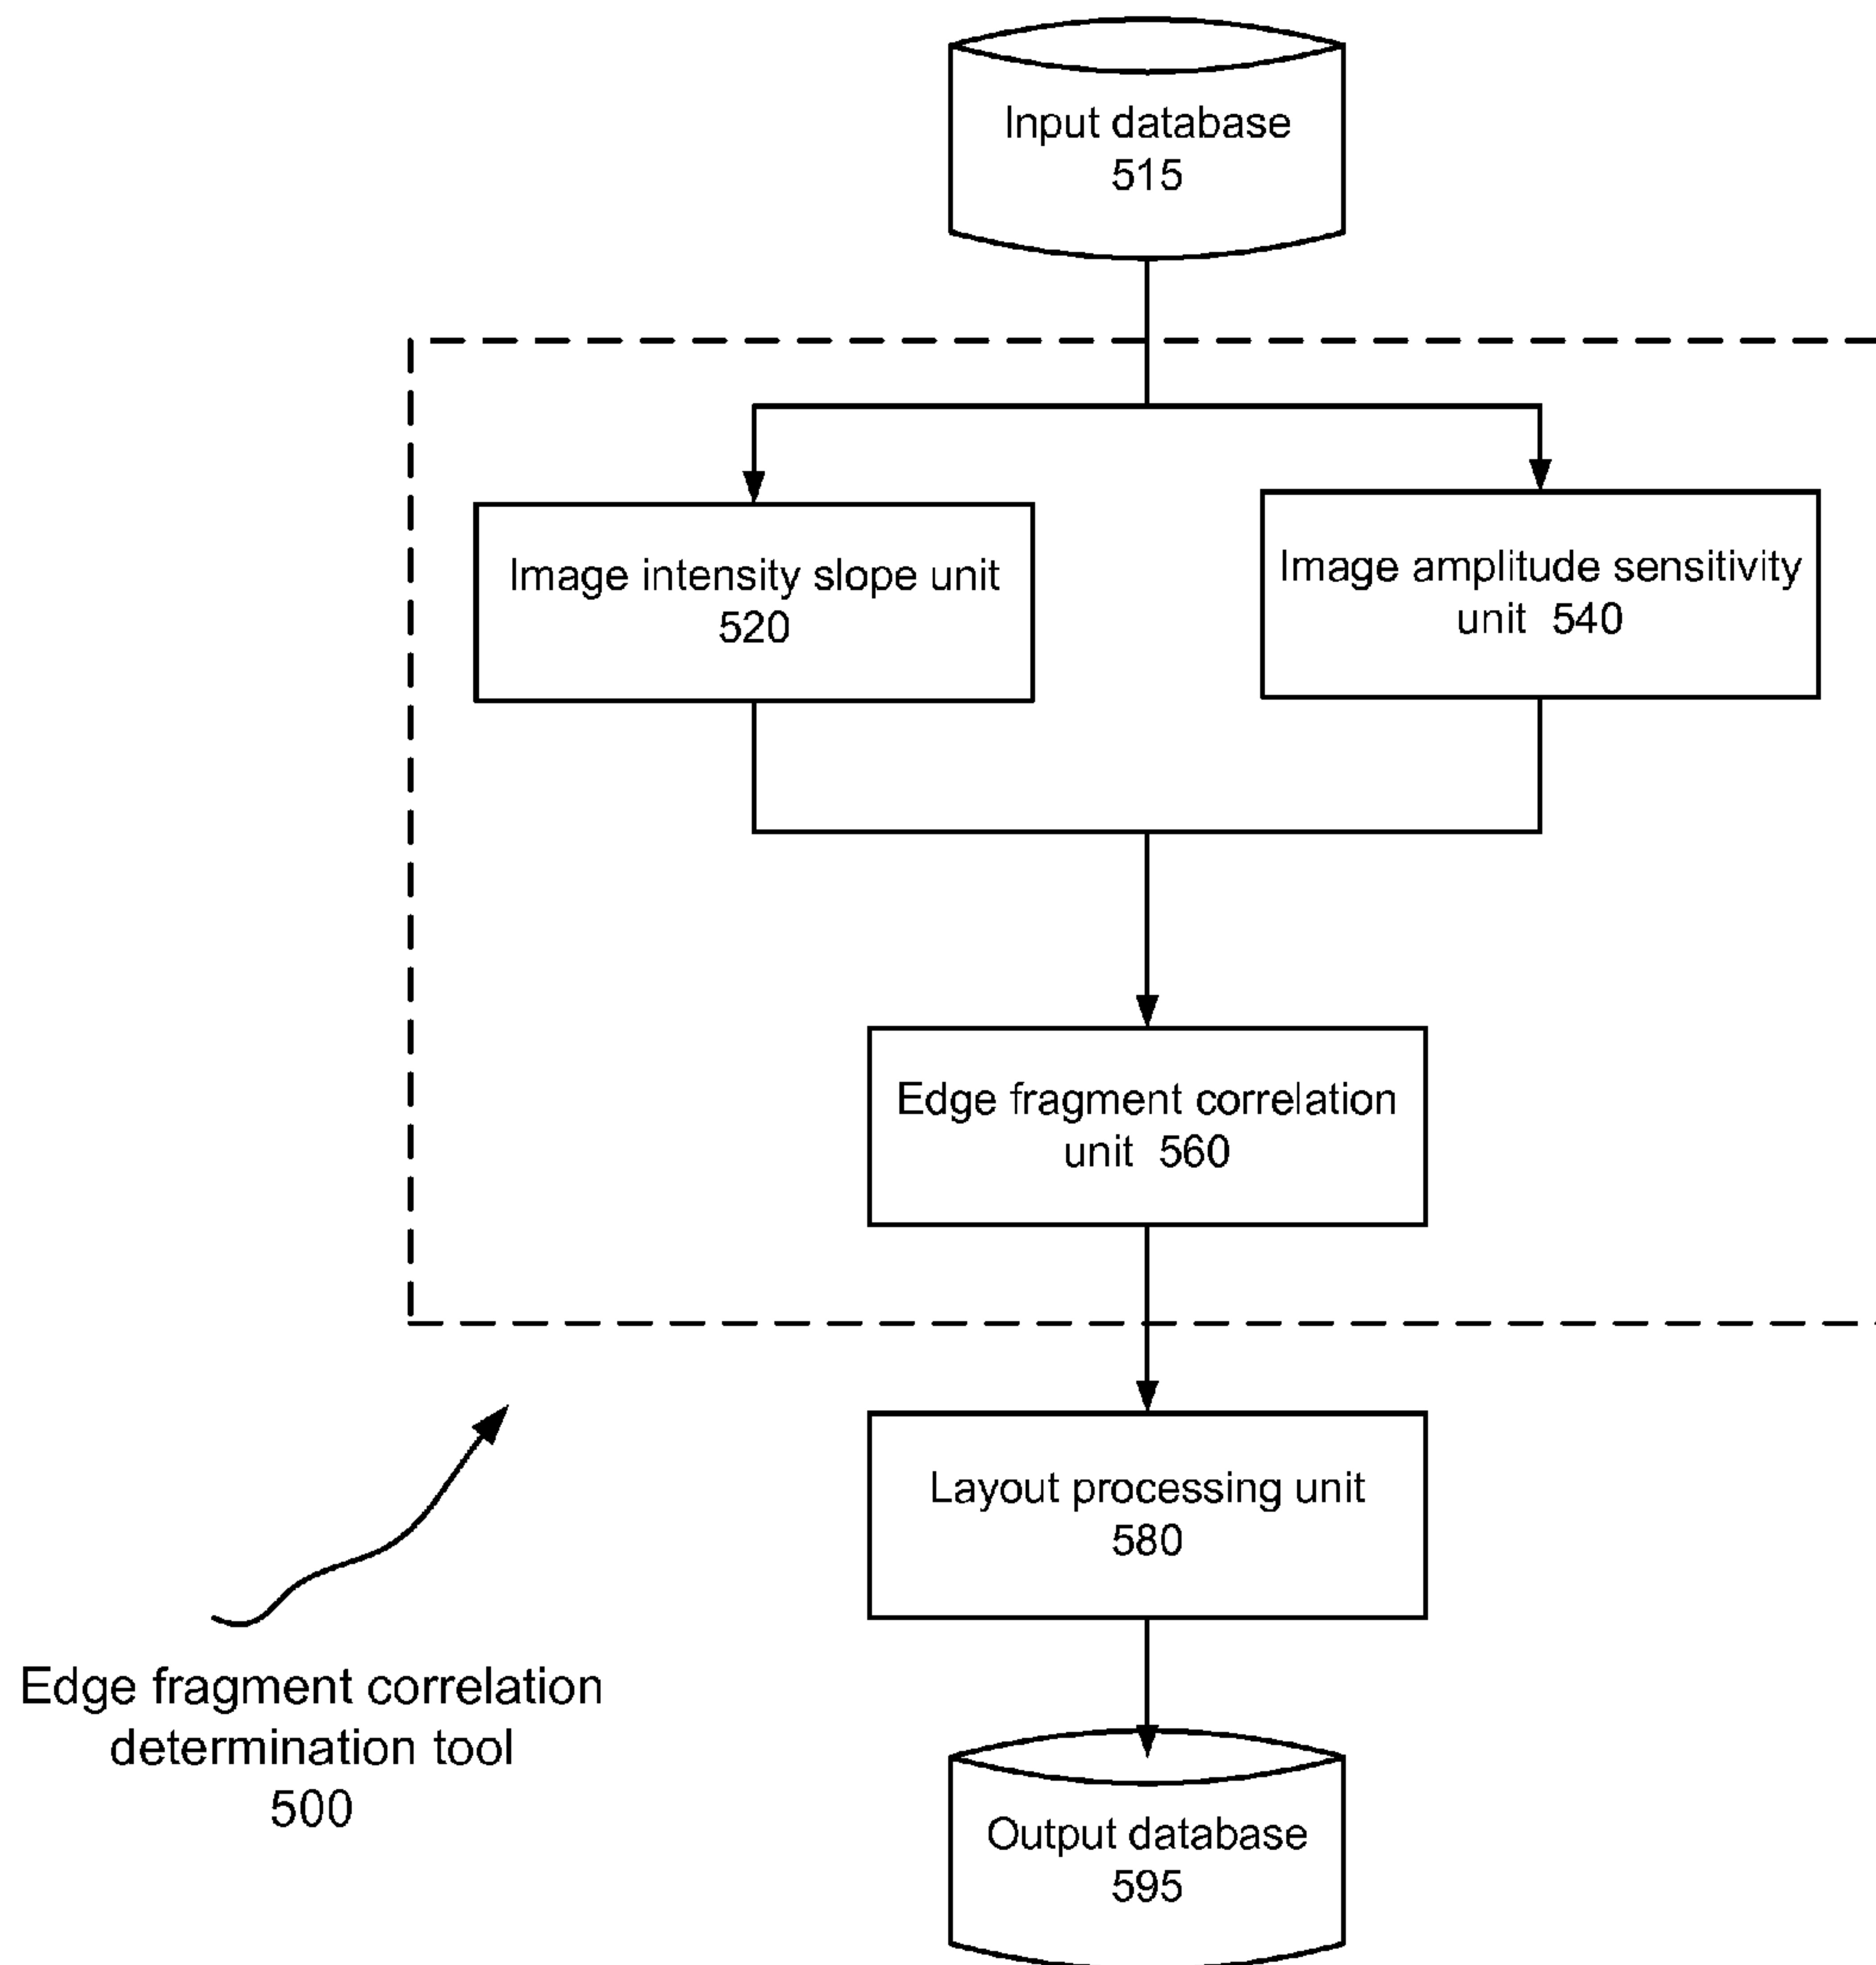 Input database
515
Image intensity slope unit
520
Image amplitude sensitivity
unit 540
Edge fragment correlation
unit 560
Layout processing unit
580
Edge fragment correlation
determination tool
500
Output database
595